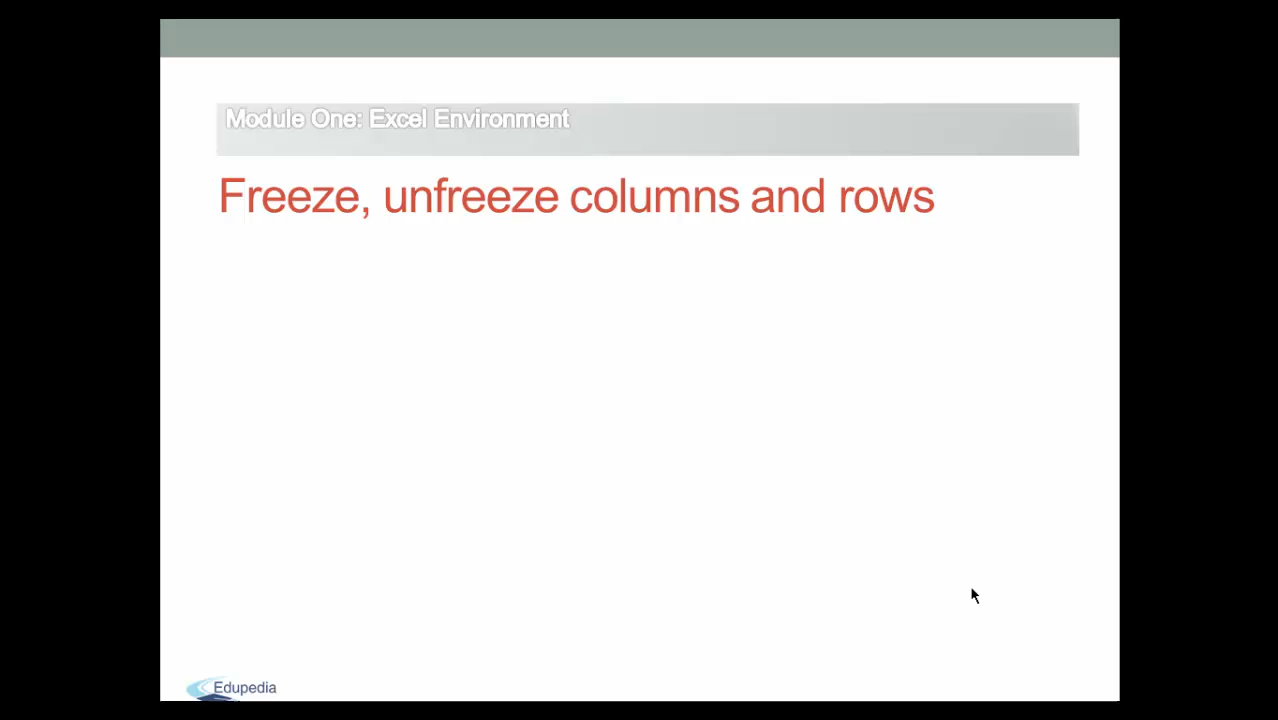 Module One: Excel Environment
Freeze, unfreeze columns and rows
Edupedia